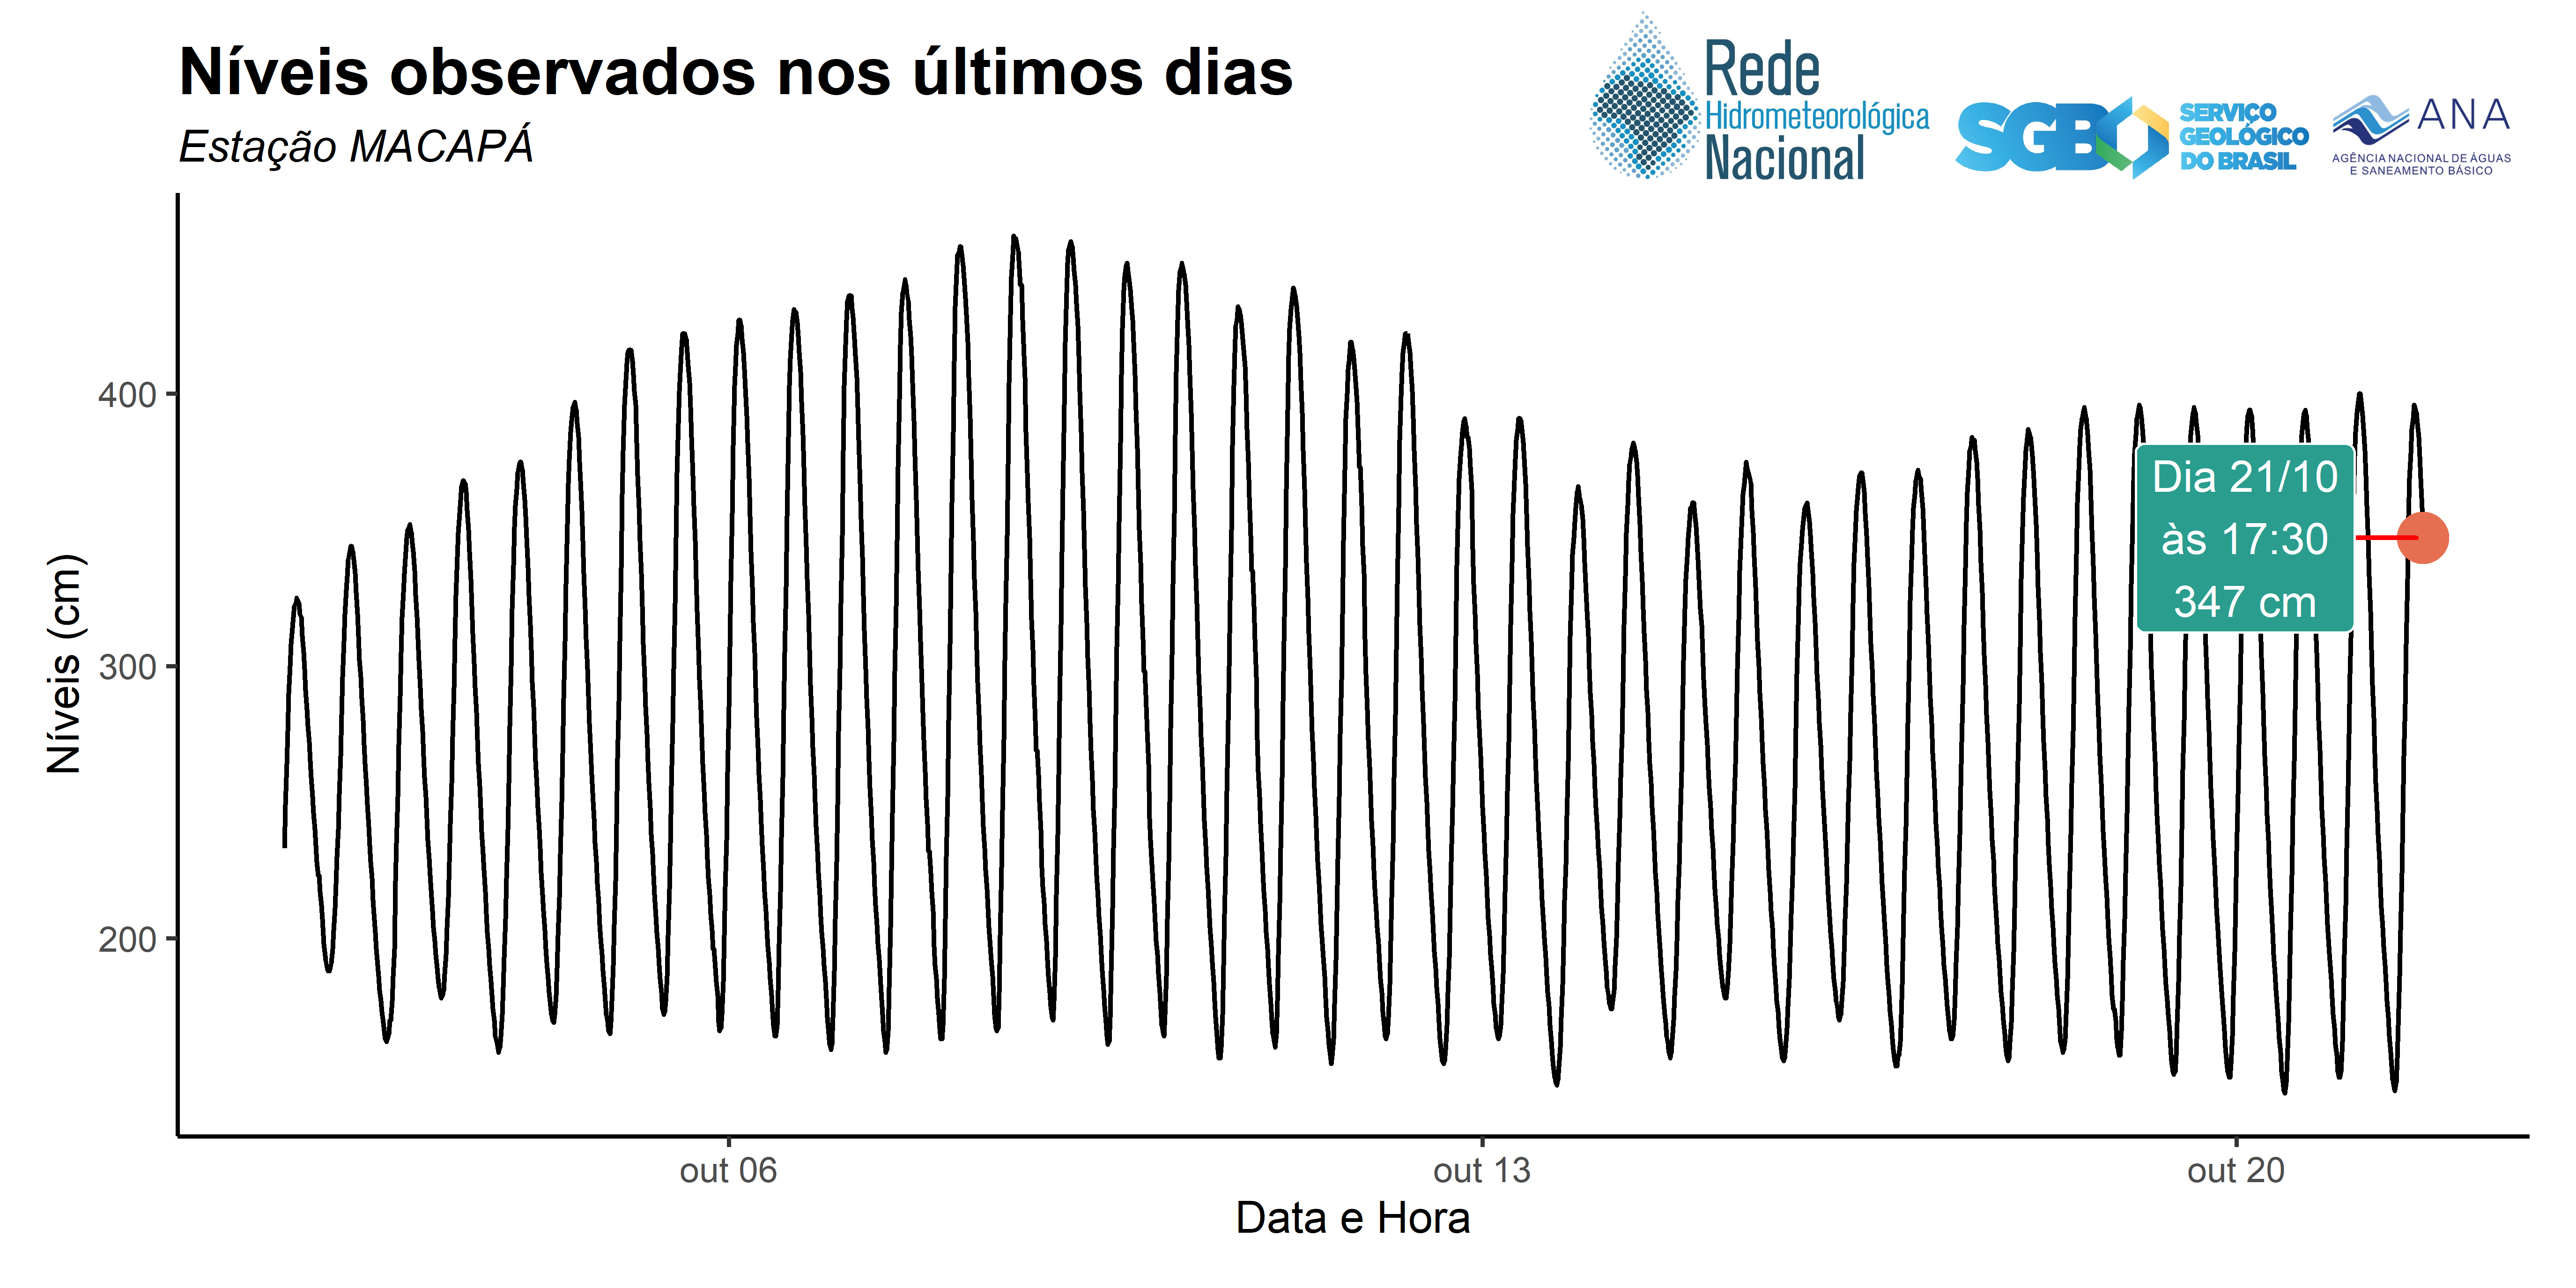 Níveis observados nos últimos dias
Estação MACAPÁ
Rede
Hidrometeorológica
Nacional
SGB
SERVIÇO
GEOLÓGICO
DO BRASIL
ANA
AGÊNCIA NACIONAL DE ÁGUAS
E SANEAMENTO BÁSICO
Níveis (cm)
400
300
200
Dia 21/10
às 17:30
347 cm
out 06
out 13
out 20
Data e Hora